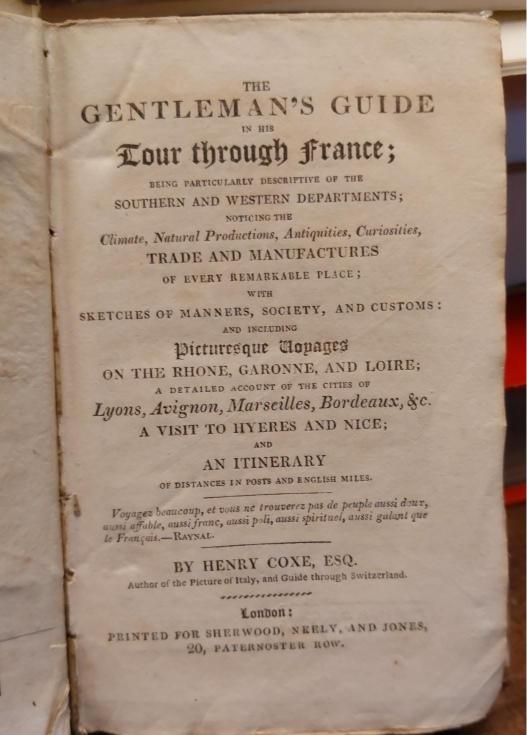 THE
GENTLEMAN'S GUIDE
IN HIS
Tour through France;
BEING PARTICULARLY DESCRIPTIVE OF THE
SOUTHERN AND WESTERN DEPARTMENTS;
NOTICING THE
Climate, Natural Productions, Antiquities, Curiosities,
TRADE AND MANUFACTURES
OF EVERY REMARKABLE PLACE;
WITH
SKETCHES OF MANNERS, SOCIETY, AND CUSTOMS:
AND INCLUDING
Picturesque Voyages
ON THE RHONE, GARONNE, AND LOIRE;
A DETAILED ACCOUNT OF THE CITIES OF
Lyons, Avignon, Marseilles, Bordeaux, &c.
A VISIT TO HYERES AND NICE;
AND
AN ITINERARY
OF DISTANCES IN POSTS AND ENGLISH MILES.
Voyagez beaucoup, et vous ne trouverez pas de peuple aussi doux,
aussi affable, aussi franc, aussi poli, aussi spirituel, aussi galant que
le Français.—RAYNAL.
BY HENRY COXE, ESQ.
Author of the Picture of Italy, and Guide through Switzerland.
London:
PRINTED FOR SHERWOOD, NEELY, AND JONES,
20, PATERNOSTER ROW.